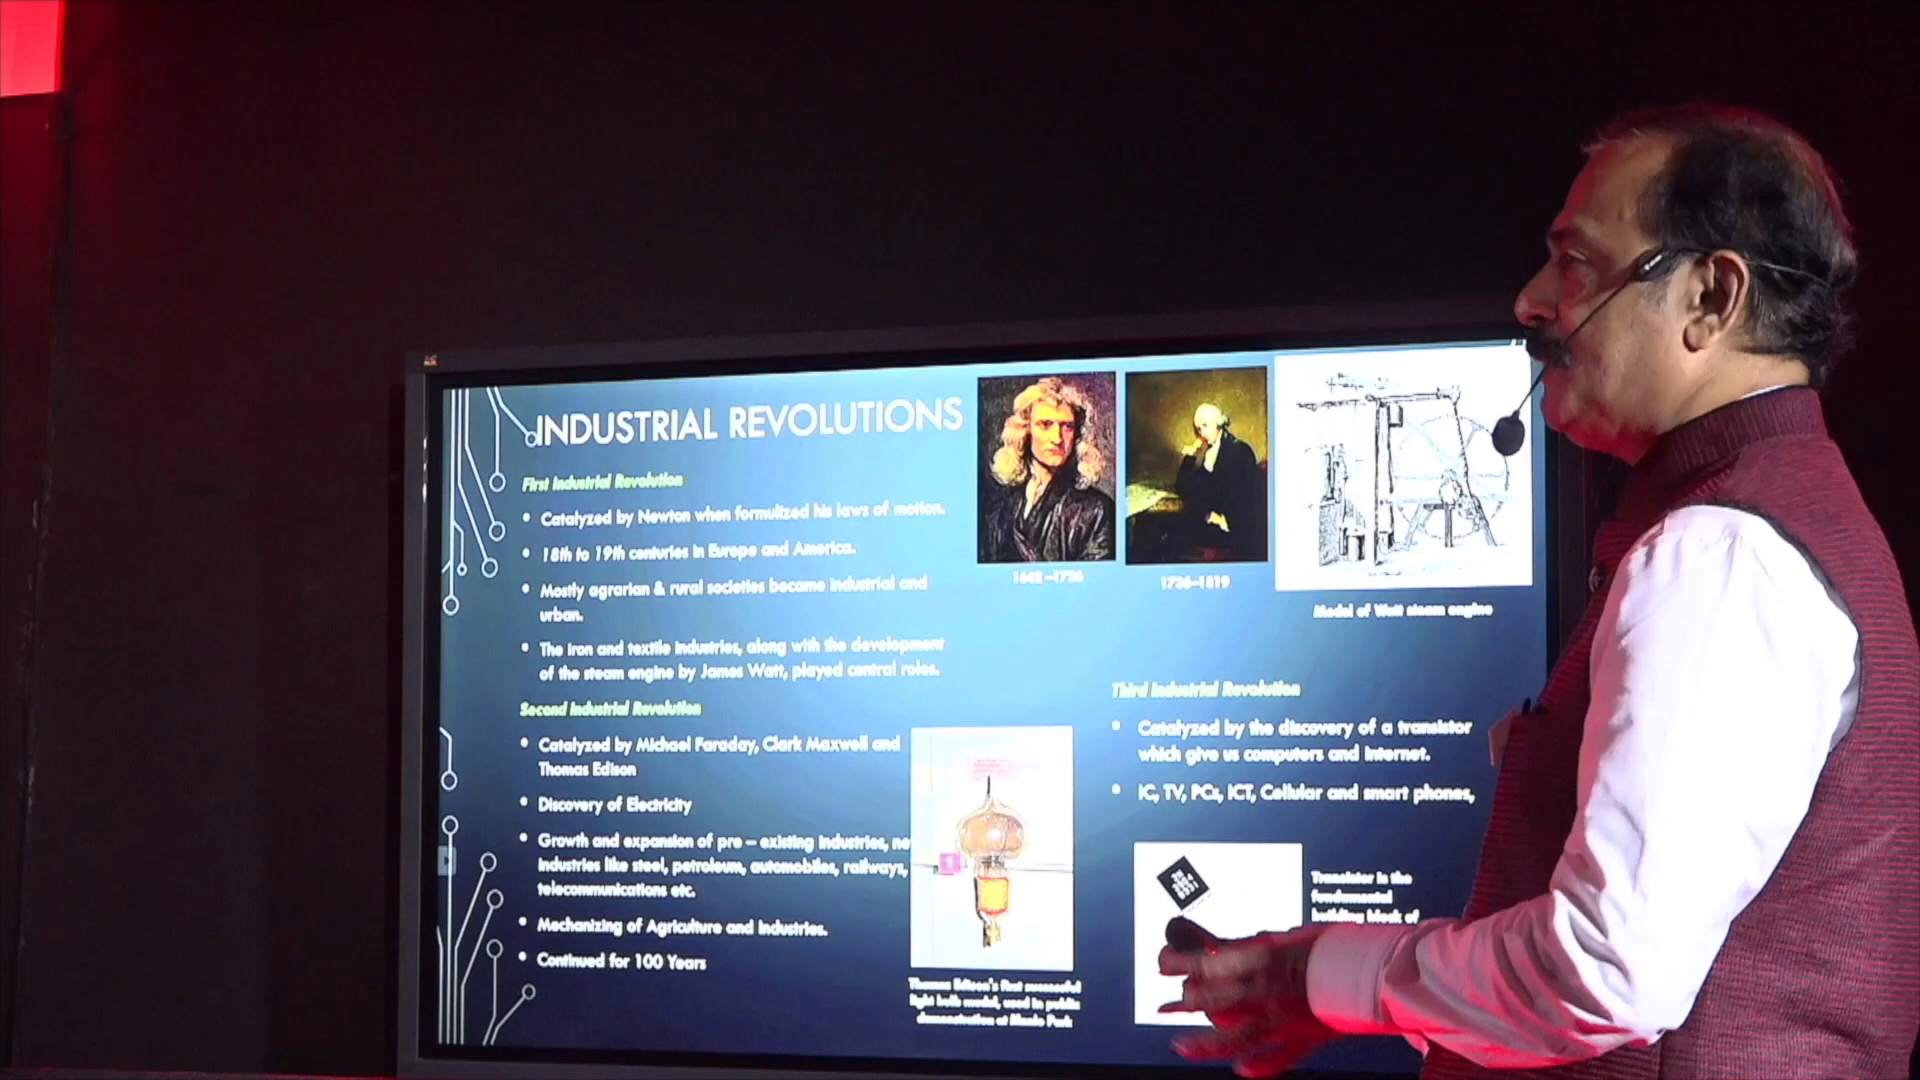 INDUSTRIAL REVOLUTIONS
First Industrial Revolution
Catalyzed by Newton when formulized his laws of motion.
18th to 19th centuries in Europe and America.
Mostly agrarian & rural societies became industrial and
urban.
The iron and textile industries, along with the development
of the steam engine by James Watt, played central roles.
Second Industrial Revolution
Catalyzed by Michael Faraday, Clark Maxwell and
Thomas Edison
Discovery of Electricity
Growth and expansion of pre – existing industries, ne
industries like steel, petroleum, automobiles, railways,
telecommunications etc.
Mechanizing of Agriculture and Industries.
Continued for 100 Years
1642 –1726
1736–1819
Model of Watt steam engine
Thomas Edison's first successful
light bulb model, used in public
demonstration at Menlo Park
Third Industrial Revolution
Catalyzed by the discovery of a transistor
which give us computers and internet.
IC, TV, PCs, ICT, Cellular and smart phones,
Transistor is the
fundamental
building block of